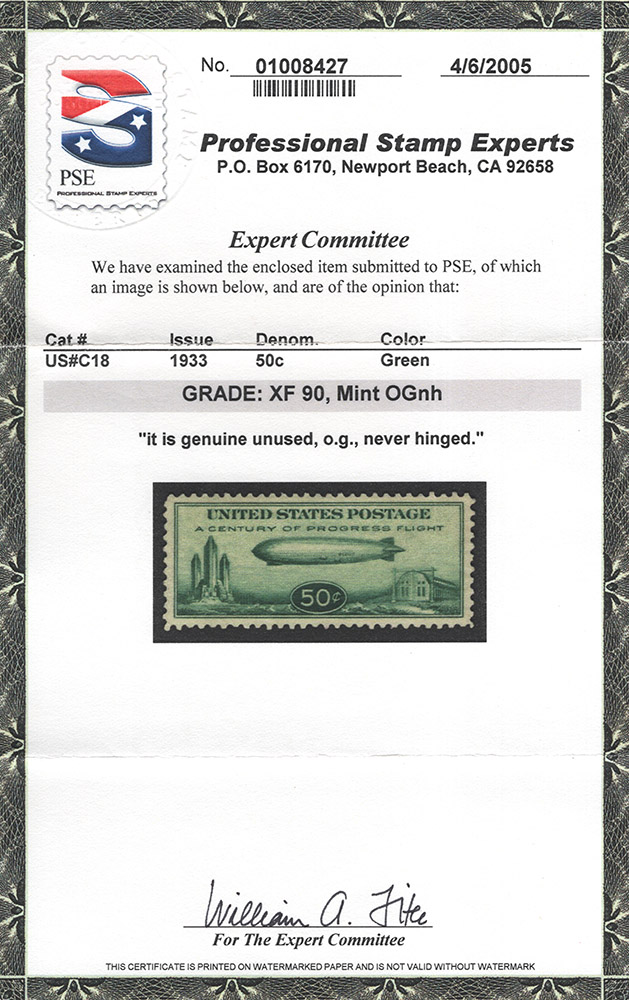 No. 01008427 4/6/2005
PSE
PROFESSIONAL STAMP EXPERTS
Professional Stamp Experts
P.O. Box 6170, Newport Beach, CA 92658
Expert Committee
We have examined the enclosed item submitted to PSE, of which
an image is shown below, and are of the opinion that:
Cat # Issue Denom. Color
US#C18 1933 50c Green
GRADE: XF 90, Mint OGnh
"it is genuine unused, o.g., never hinged."
UNITED STATES POSTAGE
A CENTURY OF PROGRESS FLIGHT
50¢
William A. Litle
For The Expert Committee
THIS CERTIFICATE IS PRINTED ON WATERMARKED PAPER AND IS NOT VALID WITHOUT WATERMARK